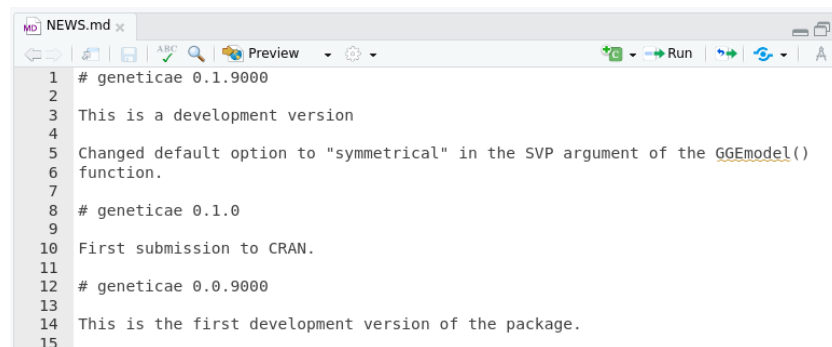 MD NEWS.md ×
ABC Preview Run A
1 # geneticae 0.1.9000
2
3 This is a development version
4
5 Changed default option to "symmetrical" in the SVP argument of the GGEmodel()
6 function.
7
8 # geneticae 0.1.0
9
10 First submission to CRAN.
11
12 # geneticae 0.0.9000
13
14 This is the first development version of the package.
15